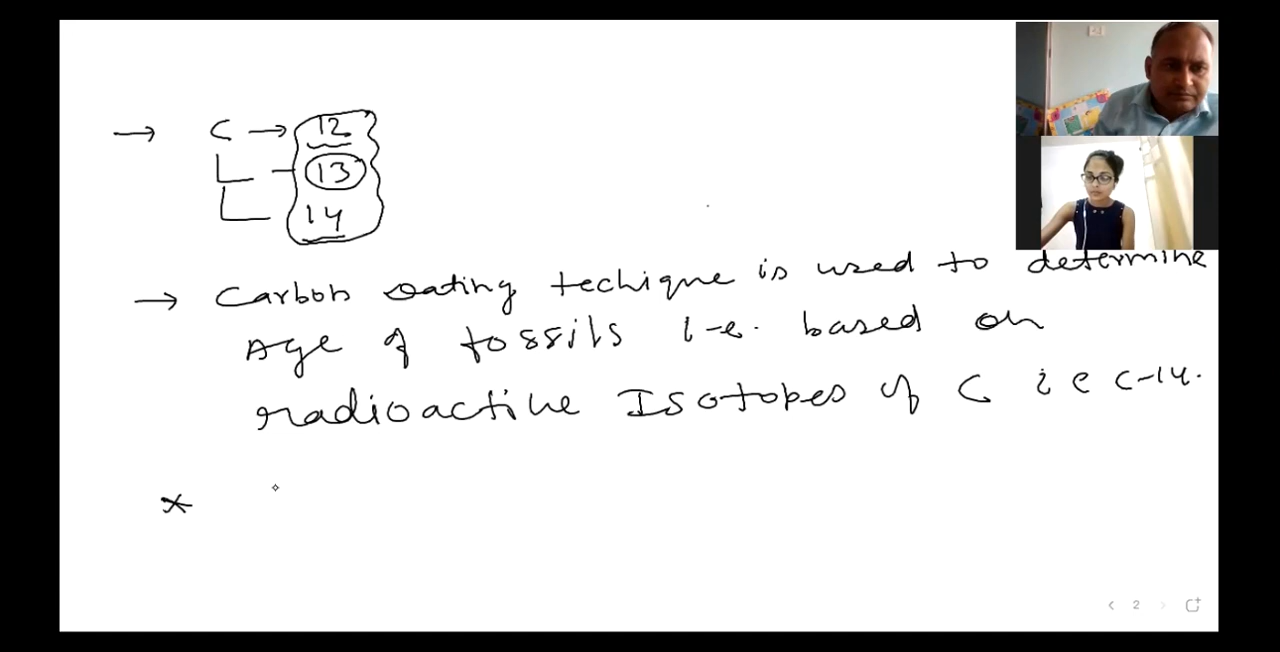 → C → 12
13
14
→ Carbon dating techique is used to determine
Age of fossils i-e. based on
radioactive Isotopes of C i e C-14.
*
2